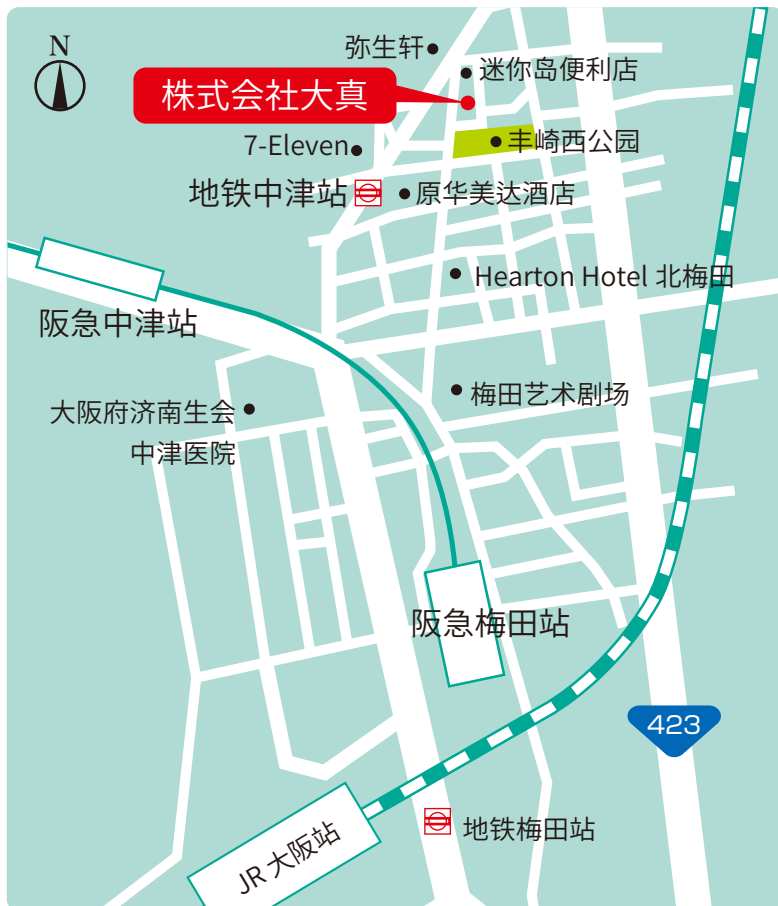 N
弥生轩
迷你岛便利店
株式会社大真
7-Eleven
丰崎西公园
地铁中津站
原华美达酒店
Hearton Hotel 北梅田
阪急中津站
梅田艺术剧场
大阪府济南生会
中津医院
阪急梅田站
423
地铁梅田站
JR 大阪站